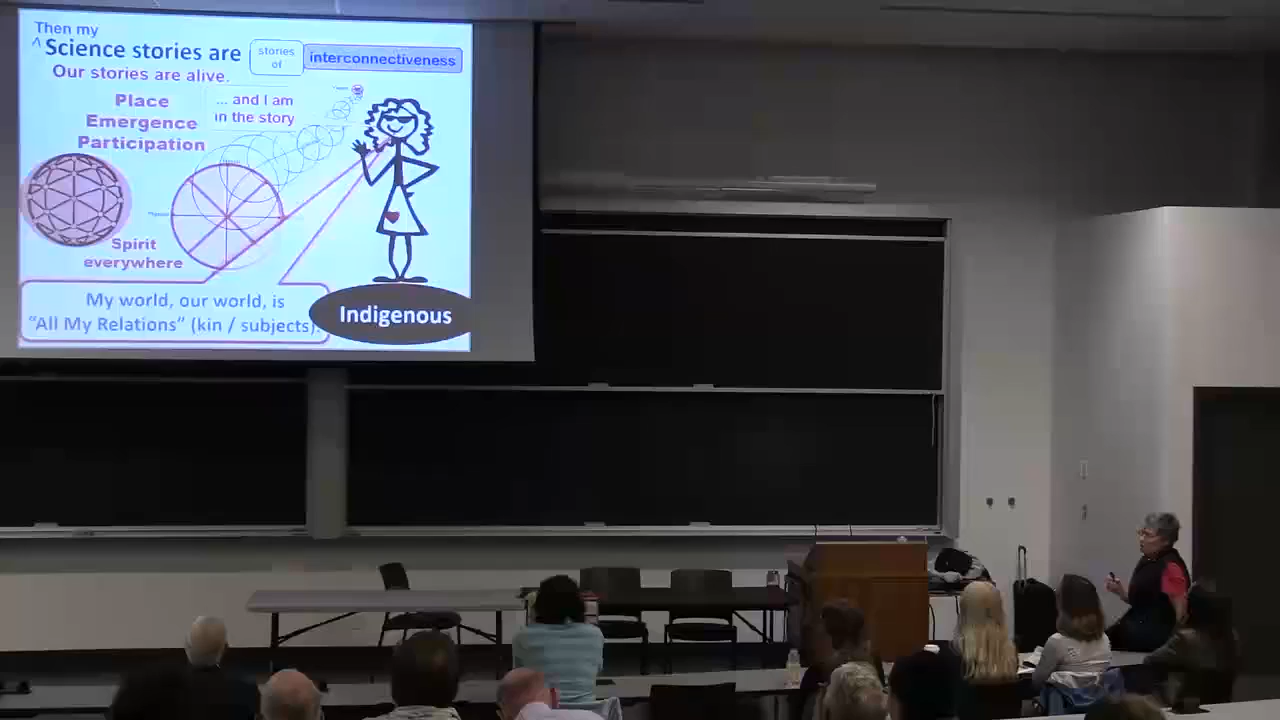 Then my
^ Science stories are
stories
of
interconnectiveness
Our stories are alive.
Place
Emergence
Participation
... and I am
in the story
Spirit
everywhere
My world, our world, is
"All My Relations" (kin / subjects).
Indigenous